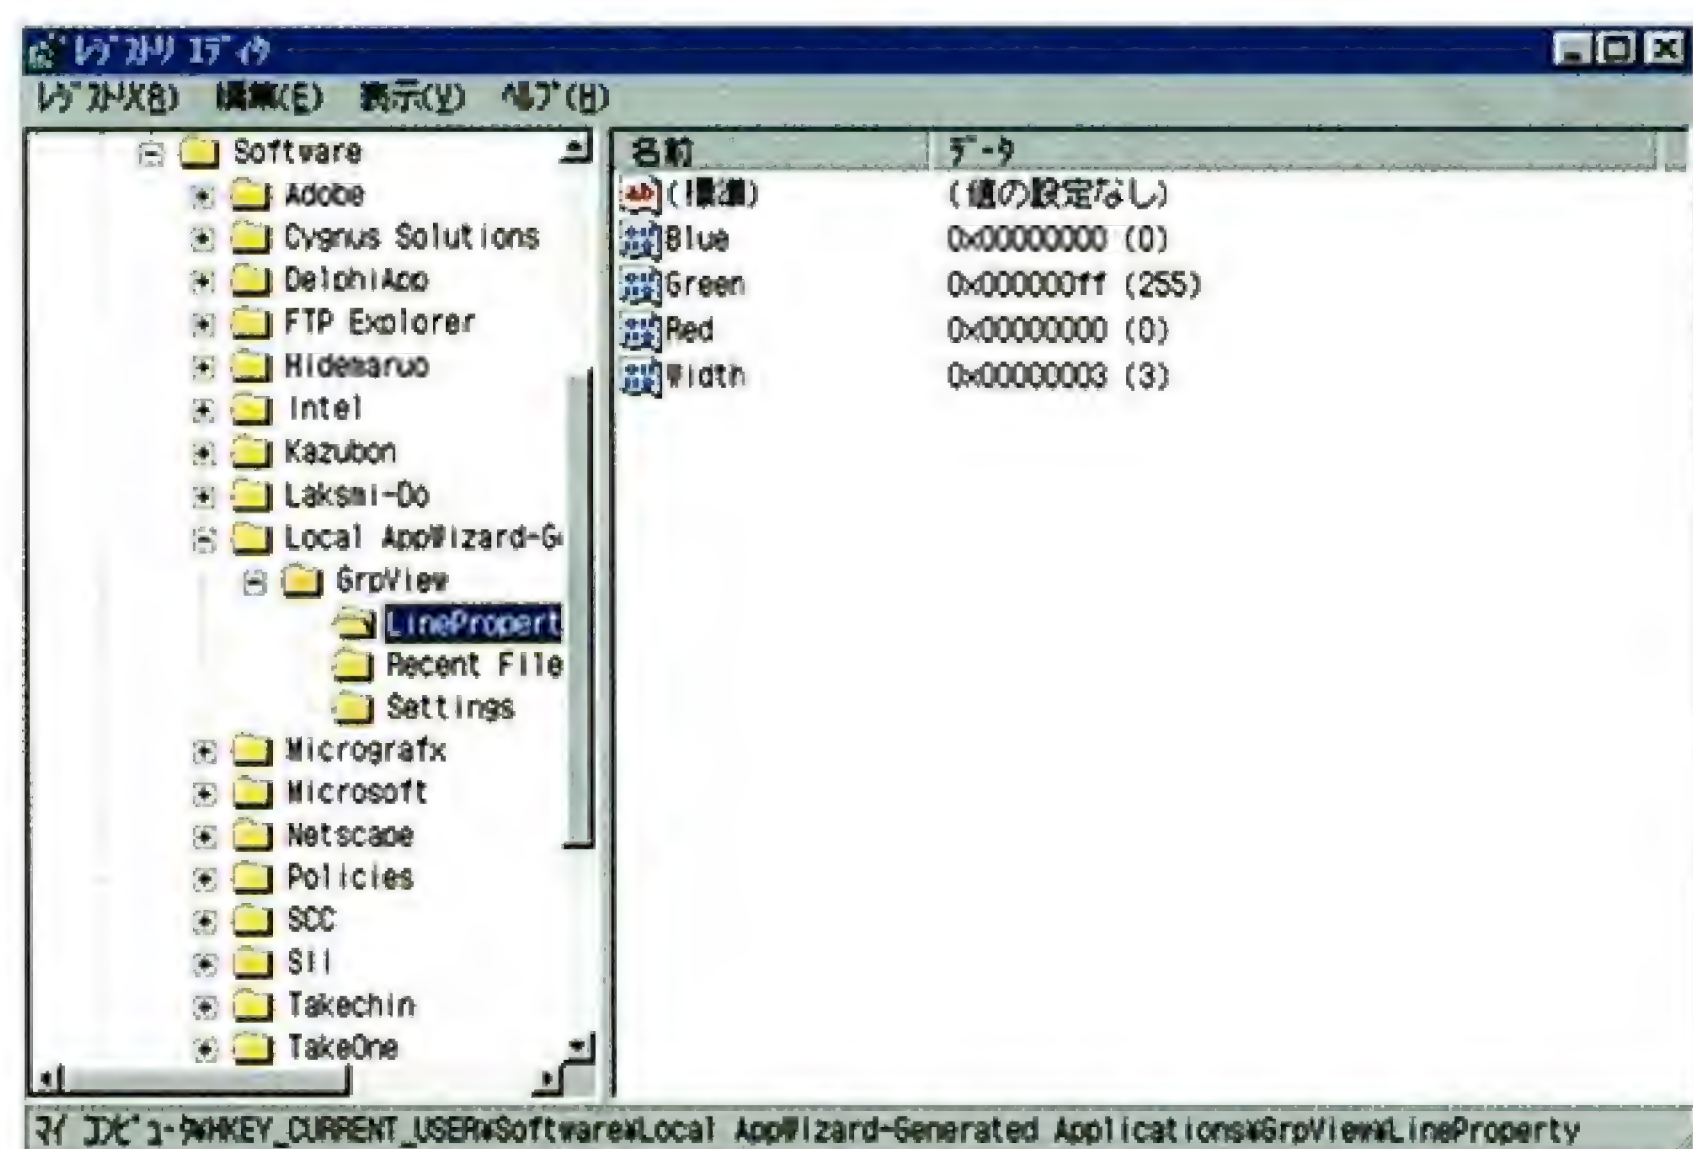 レジストリ エディタ
レジストリ(R) 編集(E) 表示(V) ヘルプ(H)
Software
Adobe
Cygnus Solutions
DelphiApp
FTP Explorer
Hidemaruo
Intel
Kazubon
Laksmi-Do
Local AppWizard-Ge
GrpView
LinePropert
Recent File
Settings
Micrografx
Microsoft
Netscape
Policies
SCC
SII
Takechin
TakeOne
名前 データ
ab (標準) (値の設定なし)
Blue 0x00000000 (0)
Green 0x000000ff (255)
Red 0x00000000 (0)
Width 0x00000003 (3)
マイ コンピュータ¥HKEY_CURRENT_USER¥Software¥Local AppWizard-Generated Applications¥GrpView¥LineProperty